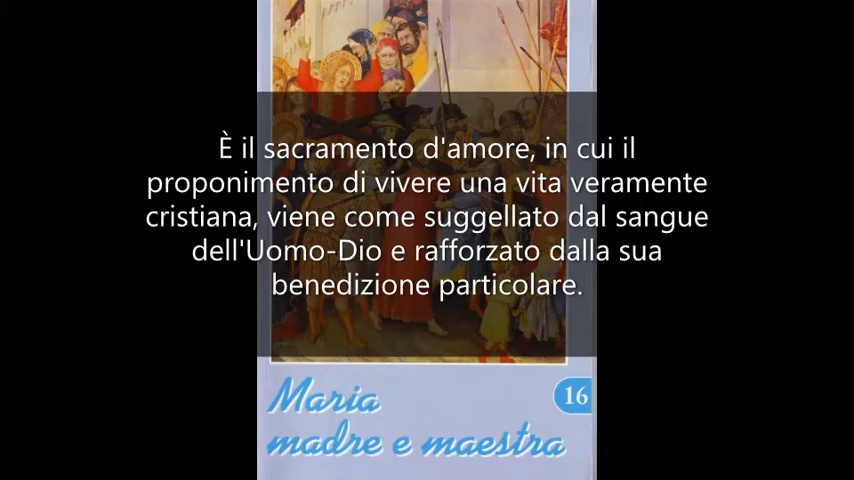 È il sacramento d'amore, in cui il
proponimento di vivere una vita veramente
cristiana, viene come suggellato dal sangue
dell'Uomo-Dio e rafforzato dalla sua
benedizione particolare.
Maria
16
madre e maestra